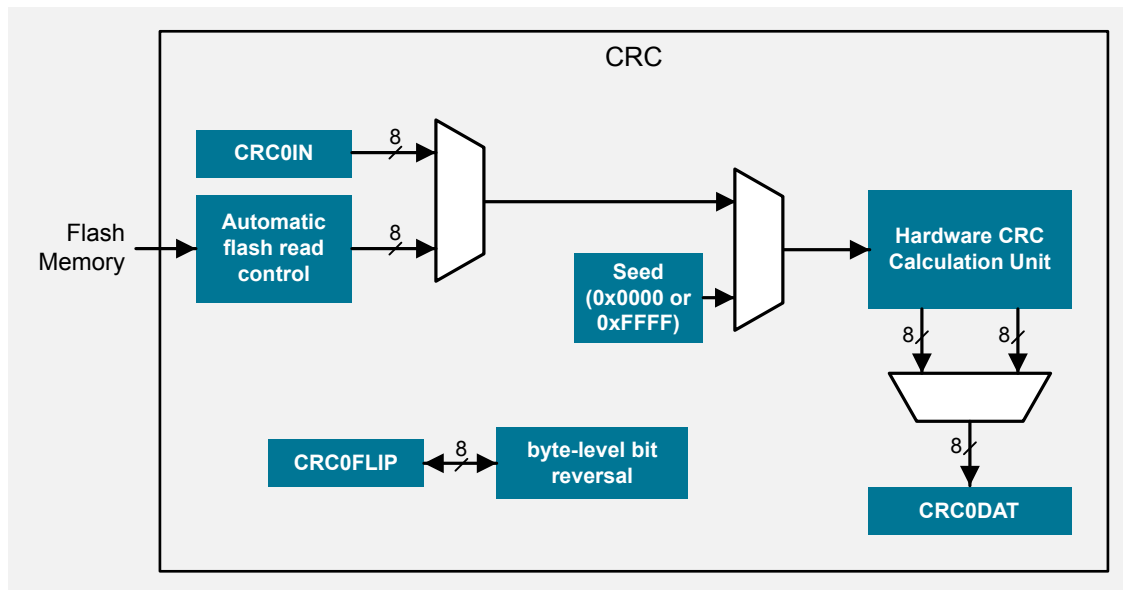 CRC
CRC0IN
8
Automatic
flash read
control
8
Flash
Memory
Seed
(0x0000 or
0xFFFF)
Hardware CRC
Calculation Unit
8
8
8
CRC0DAT
CRC0FLIP
8
byte-level bit
reversal